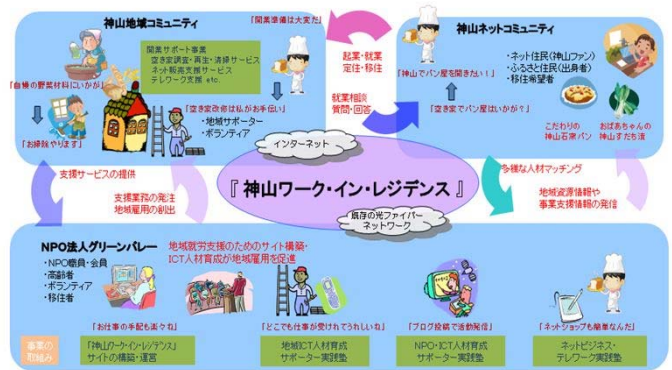 神山地域コミュニティ
「開業準備は大変だ」
開業サポート事業
空き家調査・再生・清掃サービス
ネット販売支援サービス
テレワーク支援 etc.
「自慢の野菜材料にいかが」
「お掃除やります」
「空き家改修は私がお手伝い」
・地域サポーター
・ボランティア
起業・就業
定住・移住
就業相談
質問・回答
神山ネットコミュニティ
・ネット住民(神山ファン)
・ふるさと住民(出身者)
・移住希望者
「神山でパン屋を開きたい!」
「空き家でパン屋はいかが?」
こだわりの
神山石窯パン
おばあちゃんの
神山すだち流
インターネット
『 神山ワーク・イン・レジデンス 』
既存の光ファイバー
ネットワーク
支援サービスの提供
支援業務の発注
地域雇用の創出
多種な人材マッチング
地域資源情報や
事業支援情報の発信
NPO法人グリーンバレー
・NPO職員・会員
・高齢者
・ボランティア
・移住者
地域就労支援のためのサイト構築・
ICT人材育成が地域雇用を促進
「お仕事の手配も楽々ね」
「どこでも仕事が受けれてうれしいね」
「ブログ投稿で活動発信」
「ネットショップも簡単なんだ」
事業の
取組み
「神山ワーク・イン・レジデンス」
サイトの構築・運営
地域ICT人材育成
サポーター実践塾
NPO・ICT人材育成
サポーター実践塾
ネットビジネス・
テレワーク実践塾